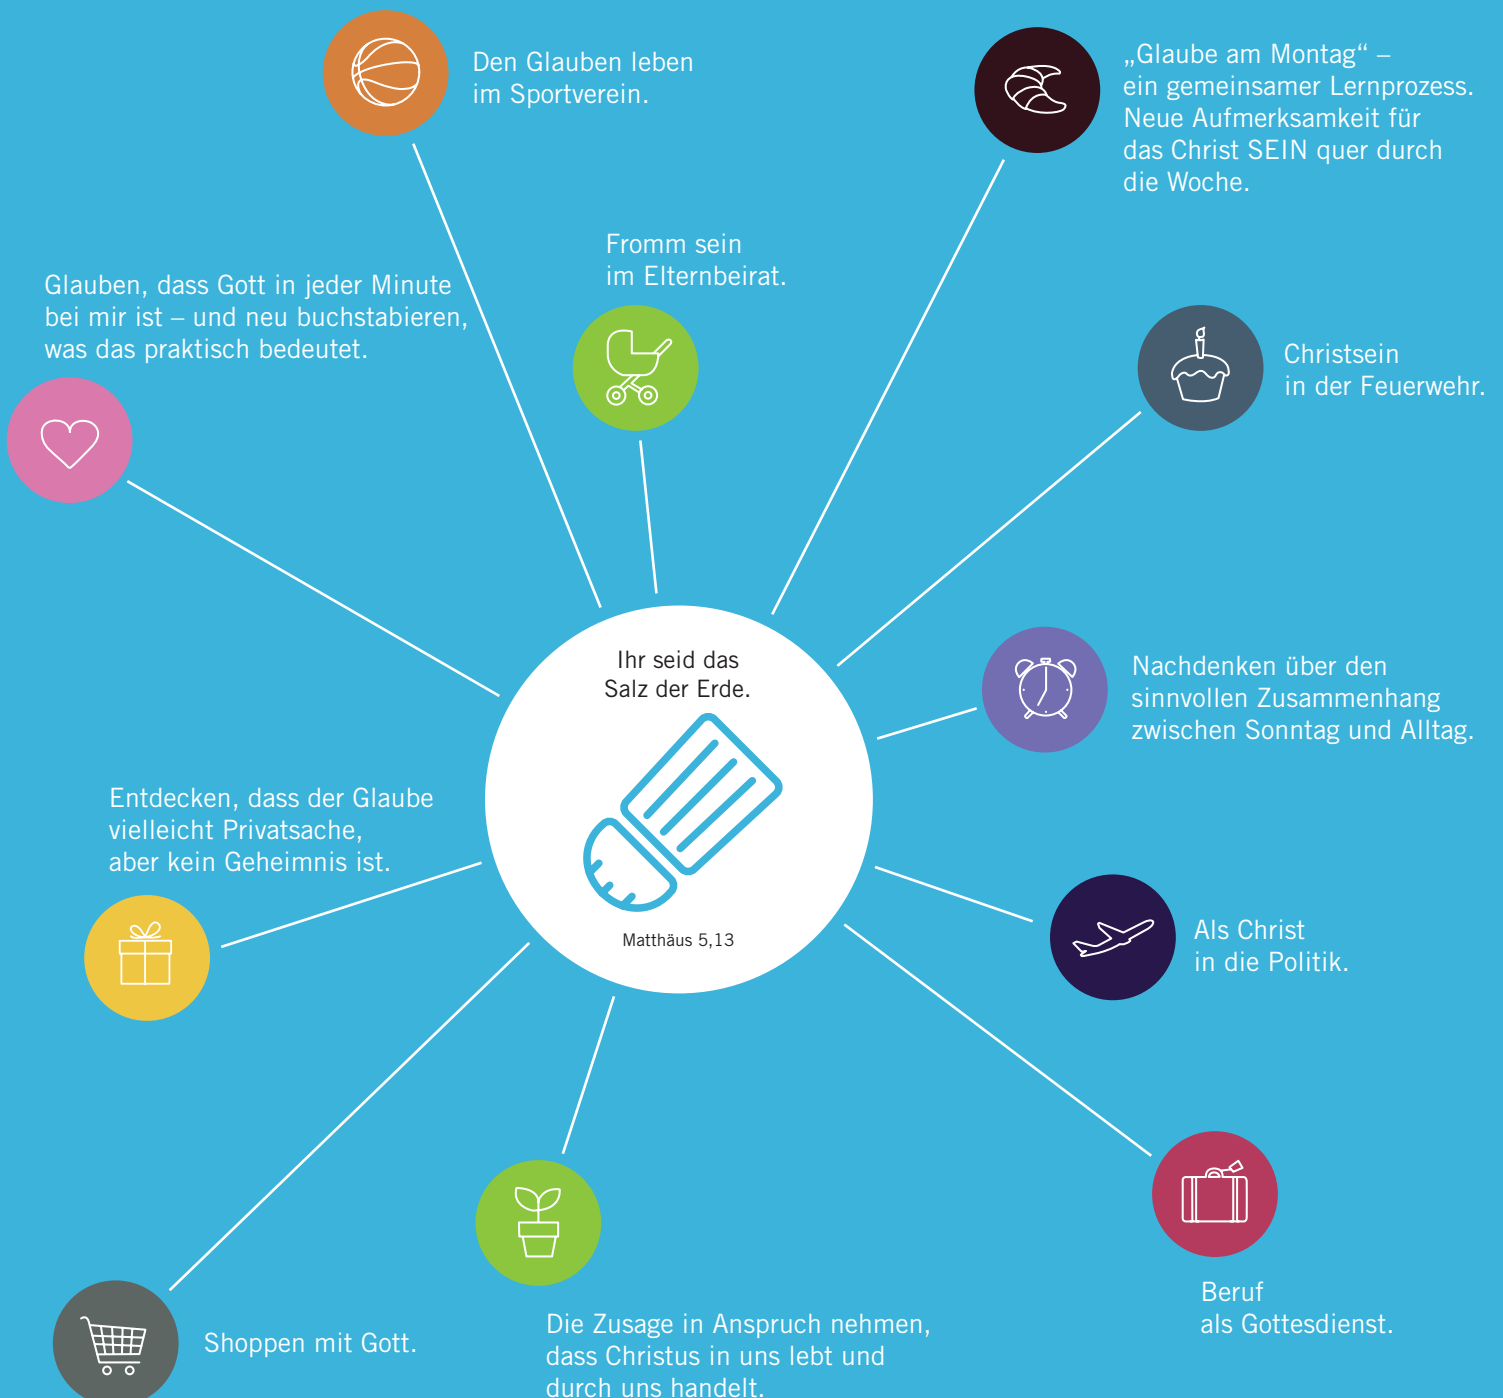 Den Glauben leben
im Sportverein.
„Glaube am Montag“ –
ein gemeinsamer Lernprozess.
Neue Aufmerksamkeit für
das Christ SEIN quer durch
die Woche.
Fromm sein
im Elternbeirat.
Glauben, dass Gott in jeder Minute
bei mir ist – und neu buchstabieren,
was das praktisch bedeutet.
Christsein
in der Feuerwehr.
Ihr seid das
Salz der Erde.
Matthäus 5,13
Nachdenken über den
sinnvollen Zusammenhang
zwischen Sonntag und Alltag.
Entdecken, dass der Glaube
vielleicht Privatsache,
aber kein Geheimnis ist.
Als Christ
in die Politik.
Beruf
als Gottesdienst.
Shoppen mit Gott.
Die Zusage in Anspruch nehmen,
dass Christus in uns lebt und
durch uns handelt.